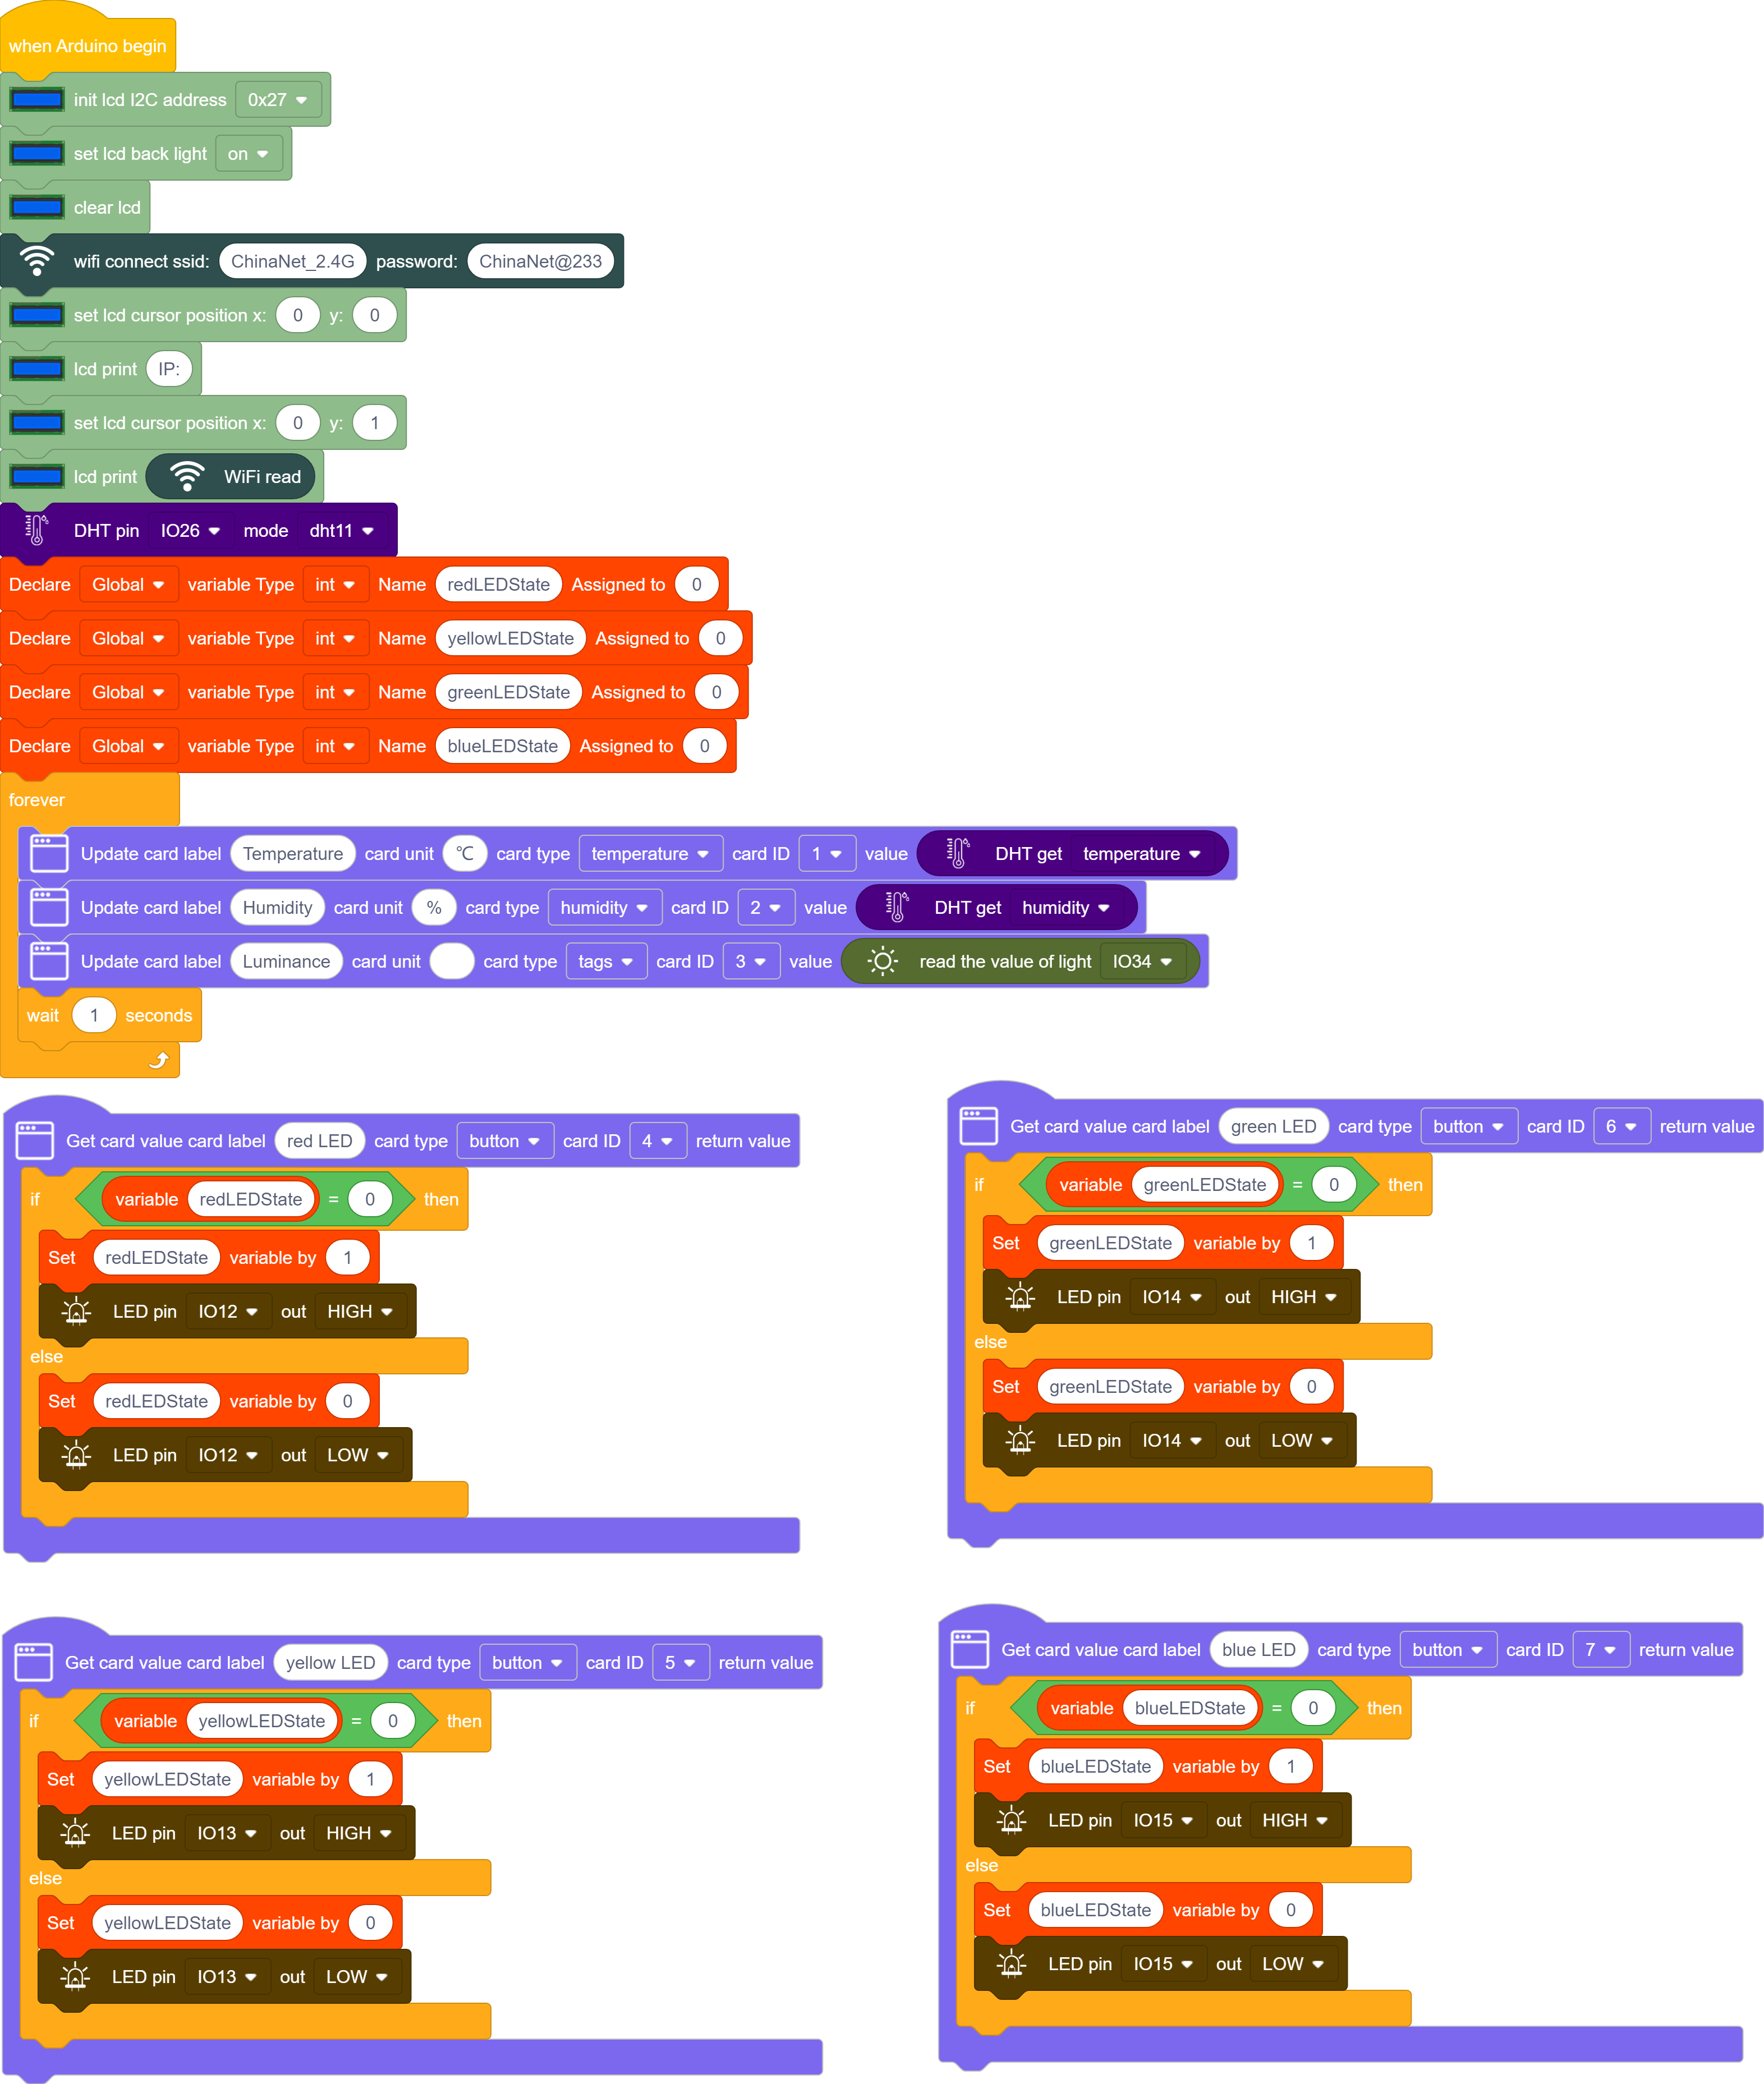 when Arduino begin
init lcd I2C address 0x27
set lcd back light on
clear lcd
wifi connect ssid: ChinaNet_2.4G password: ChinaNet@233
set lcd cursor position x: 0 y: 0
lcd print IP:
set lcd cursor position x: 0 y: 1
lcd print WiFi read
DHT pin IO26 mode dht11
Declare Global variable Type int Name redLEDState Assigned to 0
Declare Global variable Type int Name yellowLEDState Assigned to 0
Declare Global variable Type int Name greenLEDState Assigned to 0
Declare Global variable Type int Name blueLEDState Assigned to 0
forever
Update card label Temperature card unit ℃ card type temperature card ID 1 value DHT get temperature
Update card label Humidity card unit % card type humidity card ID 2 value DHT get humidity
Update card label Luminance card unit card type tags card ID 3 value read the value of light IO34
wait 1 seconds
Get card value card label red LED card type button card ID 4 return value
if variable redLEDState = 0 then
Set redLEDState variable by 1
LED pin IO12 out HIGH
else
Set redLEDState variable by 0
LED pin IO12 out LOW
Get card value card label green LED card type button card ID 6 return value
if variable greenLEDState = 0 then
Set greenLEDState variable by 1
LED pin IO14 out HIGH
else
Set greenLEDState variable by 0
LED pin IO14 out LOW
Get card value card label yellow LED card type button card ID 5 return value
if variable yellowLEDState = 0 then
Set yellowLEDState variable by 1
LED pin IO13 out HIGH
else
Set yellowLEDState variable by 0
LED pin IO13 out LOW
Get card value card label blue LED card type button card ID 7 return value
if variable blueLEDState = 0 then
Set blueLEDState variable by 1
LED pin IO15 out HIGH
else
Set blueLEDState variable by 0
LED pin IO15 out LOW